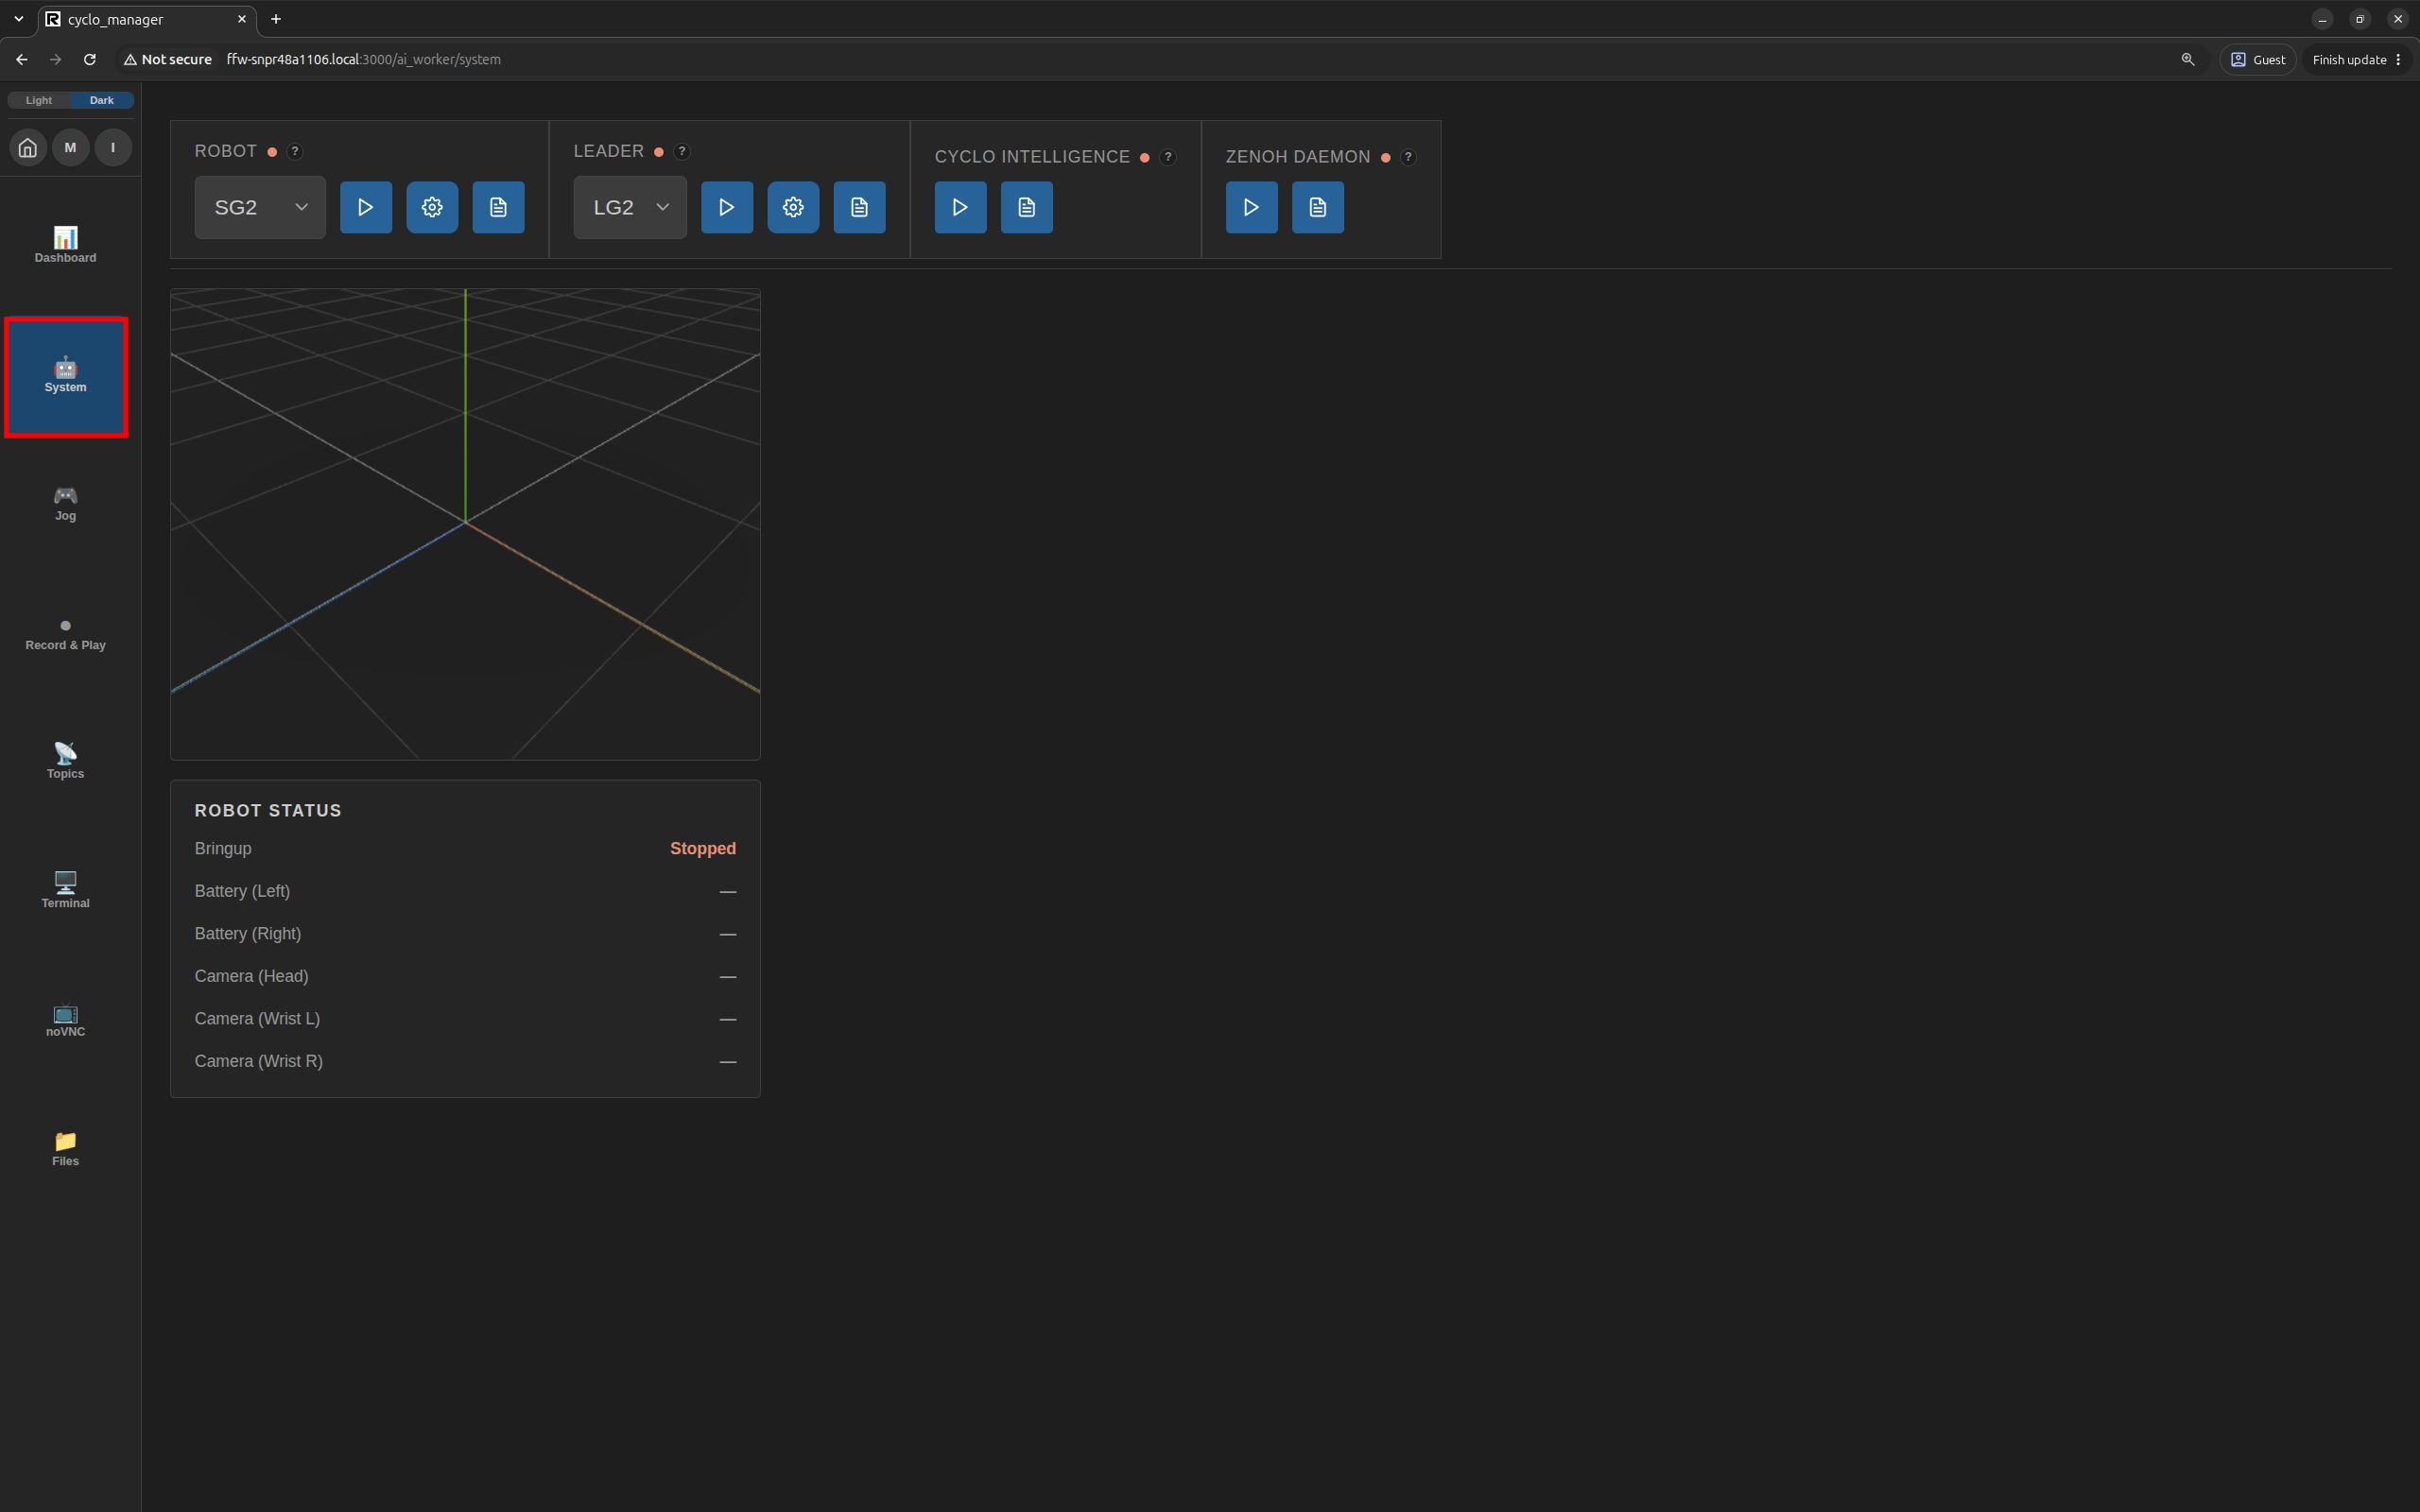 cyclo_manager
Not secure
ffw-snpr48a1106.local:3000/ai_worker/system
Guest
Finish update
Light
Dark
M
I
Dashboard
System
Jog
Record & Play
Topics
Terminal
noVNC
Files
ROBOT ?
SG2
LEADER ?
LG2
CYCLO INTELLIGENCE ?
ZENOH DAEMON ?
ROBOT STATUS
Bringup Stopped
Battery (Left) —
Battery (Right) —
Camera (Head) —
Camera (Wrist L) —
Camera (Wrist R) —